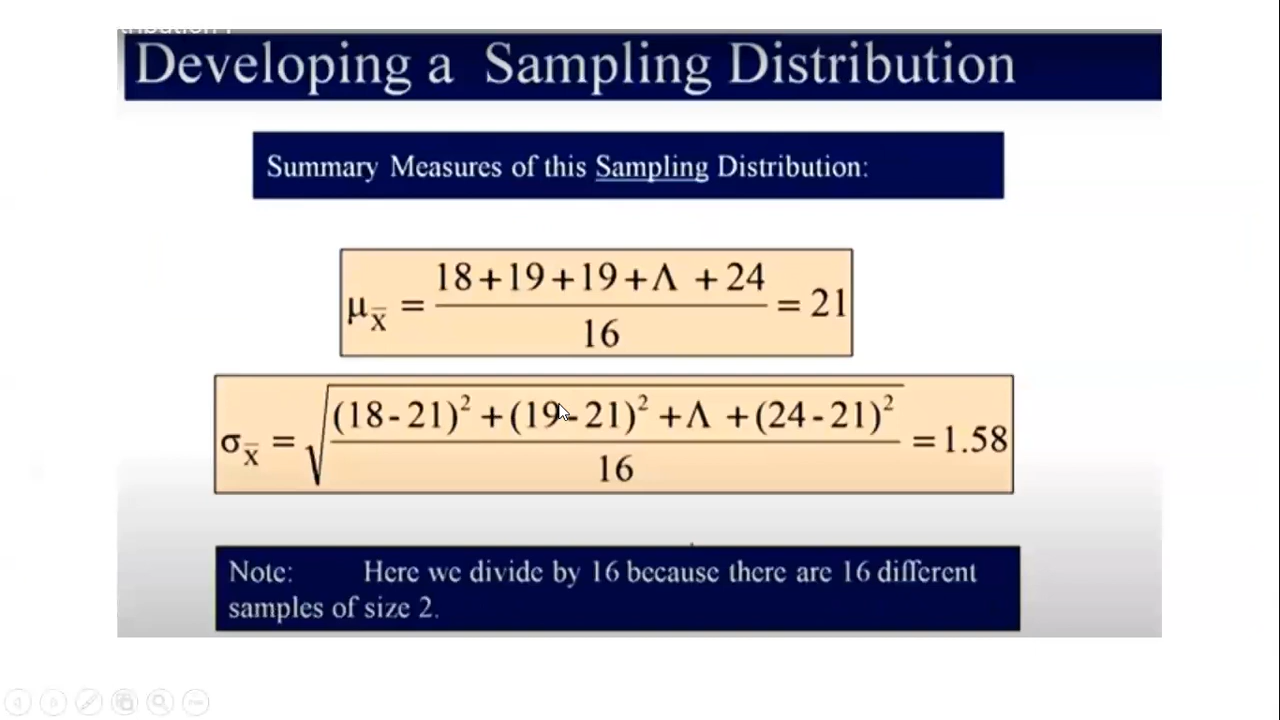 Developing a Sampling Distribution
Summary Measures of this Sampling Distribution:
μ_X̄ = (18+19+19+Λ +24) / 16 = 21
σ_X̄ = √((18-21)² +(19-21)² +Λ +(24-21)² / 16) = 1.58
Note: Here we divide by 16 because there are 16 different
samples of size 2.